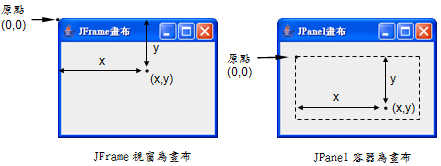 原點
(0,0)
JFrame畫布
y
x
(x,y)
JFrame 視窗為畫布
原點
(0,0)
JPanel畫布
y
x
(x,y)
JPanel 容器為畫布